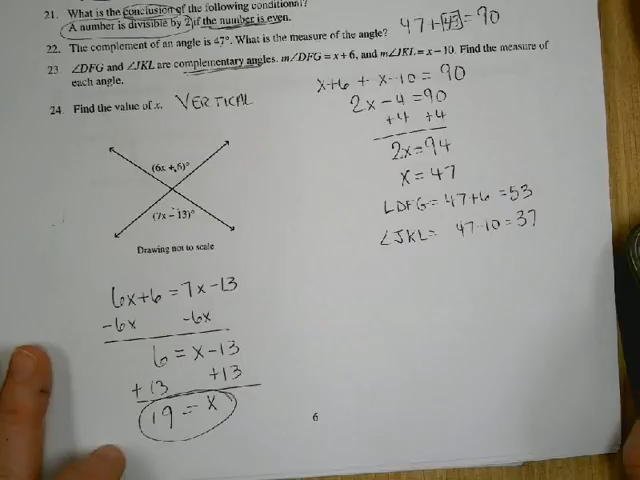 21. What is the conclusion of the following conditional?
A number is divisible by 2 if the number is even.
22. The complement of an angle is 47°. What is the measure of the angle?
47 + 43 = 90
23 ∠DFG and ∠JKL are complementary angles. m∠DFG = x + 6, and m∠JKL = x − 10. Find the measure of
each angle.
x+6 + x-10 = 90
2x - 4 = 90
+4 +4
2x = 94
x = 47
∠DFG = 47+6 = 53
∠JKL = 47-10 = 37
24 Find the value of x. VERTICAL
(6x + 6)°
(7x − 13)°
Drawing not to scale
6x+6 = 7x-13
-6x -6x
6 = x-13
+13 +13
19 = x
6